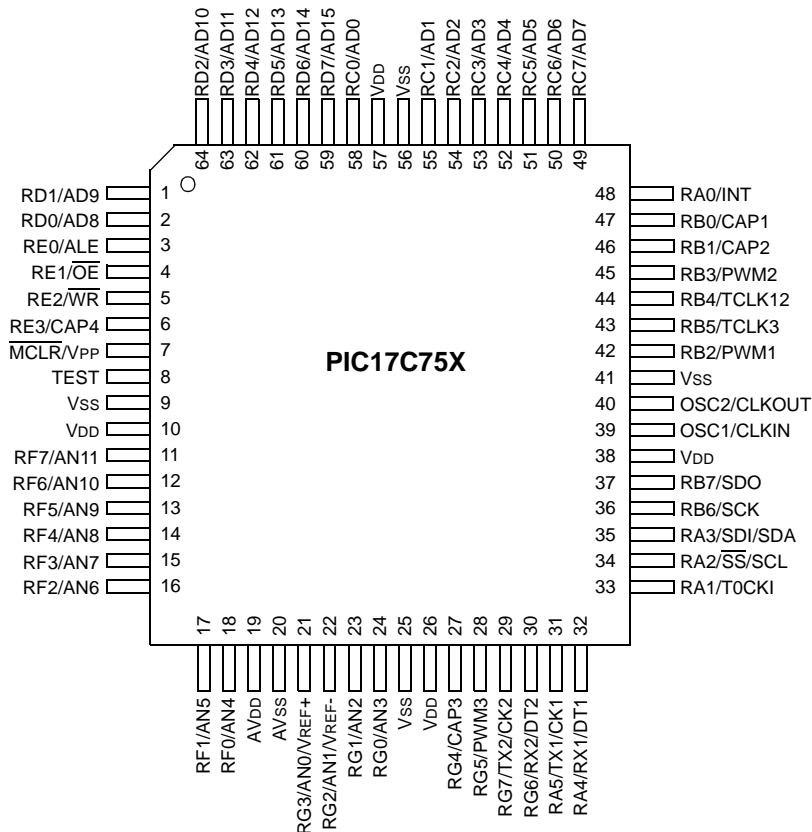 RD2/AD10
RD3/AD11
RD4/AD12
RD5/AD13
RD6/AD14
RD7/AD15
RC0/AD0
VDD
VSS
RC1/AD1
RC2/AD2
RC3/AD3
RC4/AD4
RC5/AD5
RC6/AD6
RC7/AD7
64 63 62 61 60 59 58 57 56 55 54 53 52 51 50 49
RD1/AD9 1
RD0/AD8 2
RE0/ALE 3
RE1/OE 4
RE2/WR 5
RE3/CAP4 6
MCLR/VPP 7
TEST 8
VSS 9
VDD 10
RF7/AN11 11
RF6/AN10 12
RF5/AN9 13
RF4/AN8 14
RF3/AN7 15
RF2/AN6 16
PIC17C75X
48 RA0/INT
47 RB0/CAP1
46 RB1/CAP2
45 RB3/PWM2
44 RB4/TCLK12
43 RB5/TCLK3
42 RB2/PWM1
41 VSS
40 OSC2/CLKOUT
39 OSC1/CLKIN
38 VDD
37 RB7/SDO
36 RB6/SCK
35 RA3/SDI/SDA
34 RA2/SS/SCL
33 RA1/T0CKI
17 18 19 20 21 22 23 24 25 26 27 28 29 30 31 32
RF1/AN5
RF0/AN4
AVDD
AVSS
RG3/AN0/VREF+
RG2/AN1/VREF-
RG1/AN2
RG0/AN3
VSS
VDD
RG4/CAP3
RG5/PWM3
RG7/TX2/CK2
RG6/RX2/DT2
RA5/TX1/CK1
RA4/RX1/DT1